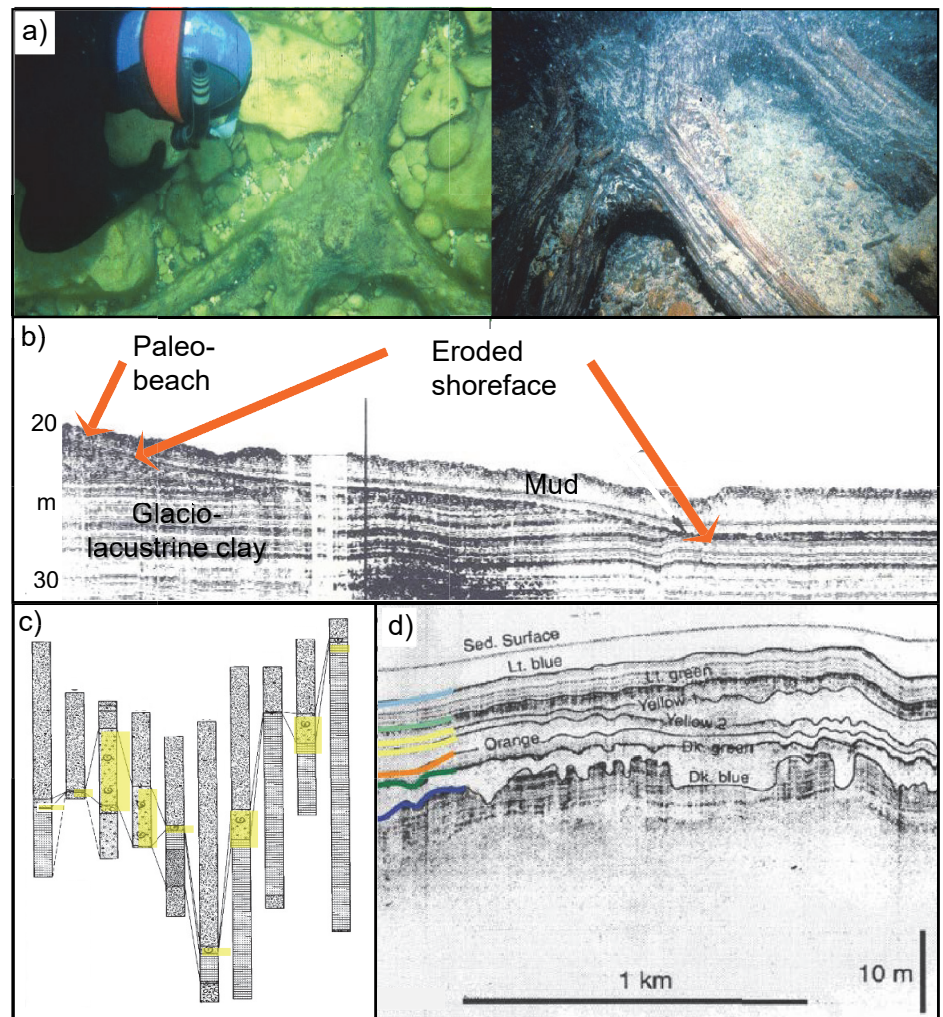 a)
b)
Paleo-
beach
Eroded
shoreface
20
m
30
Mud
Glacio-
lacustrine clay
c)
d)
Sed. Surface
Lt. blue
Lt. green
Yellow 1
Yellow 2
Orange
Dk. green
Dk. blue
1 km
10 m